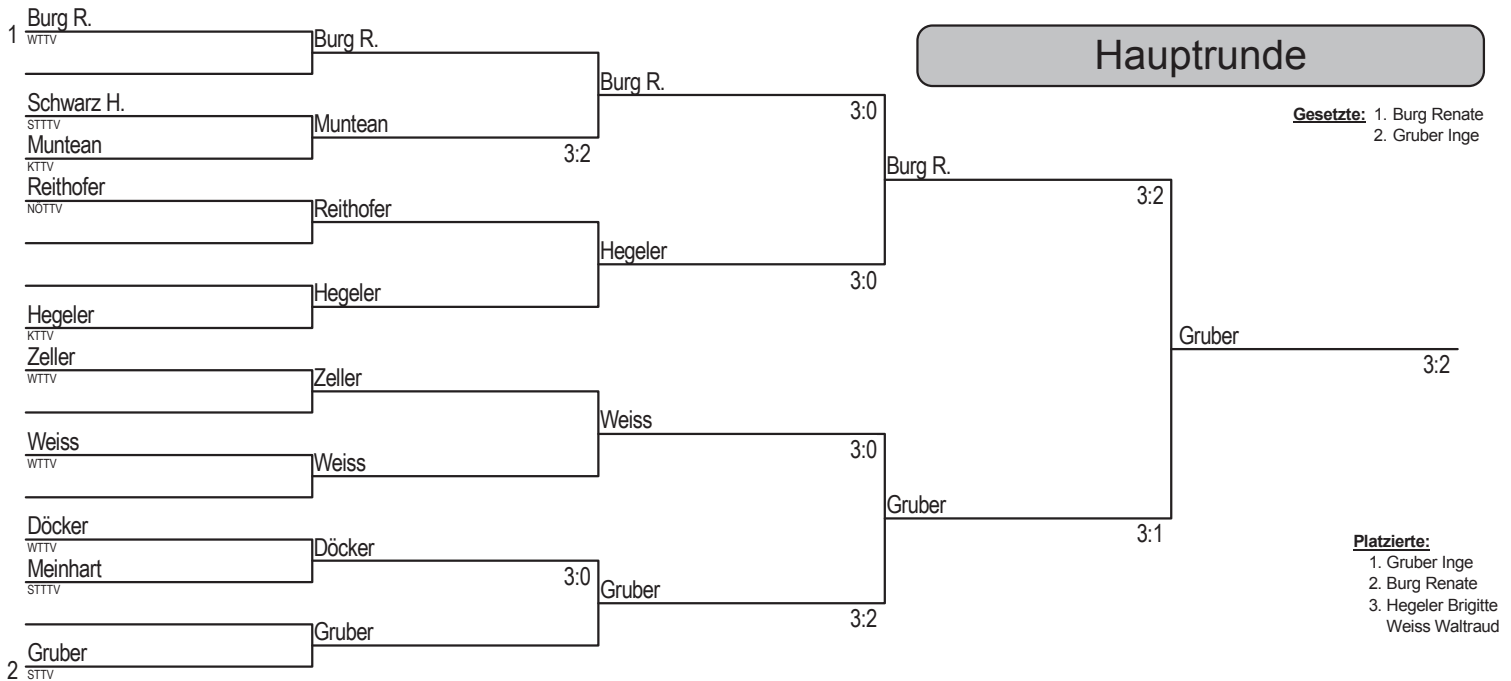 Hauptrunde
Gesetzte: 1. Burg Renate
2. Gruber Inge
1 Burg R.
WTTV
Schwarz H.
STTTV
Muntean
KTTV
Reithofer
NÖTTV
Hegeler
KTTV
Zeller
WTTV
Weiss
WTTV
Döcker
WTTV
Meinhart
STTTV
2 Gruber
STTV
Burg R.
Muntean
3:2
Reithofer
Hegeler
Zeller
Weiss
Döcker
3:0
Gruber
Burg R.
3:0
Hegeler
3:0
Weiss
3:0
Gruber
3:2
Burg R.
3:2
Gruber
3:1
Gruber
3:2
Platzierte:
1. Gruber Inge
2. Burg Renate
3. Hegeler Brigitte
Weiss Waltraud